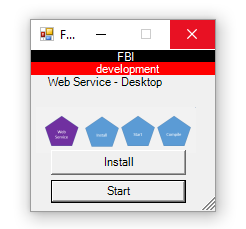 F...
FBI
development
Web Service - Desktop
Web Service
Install
Start
Compile
Install
Start